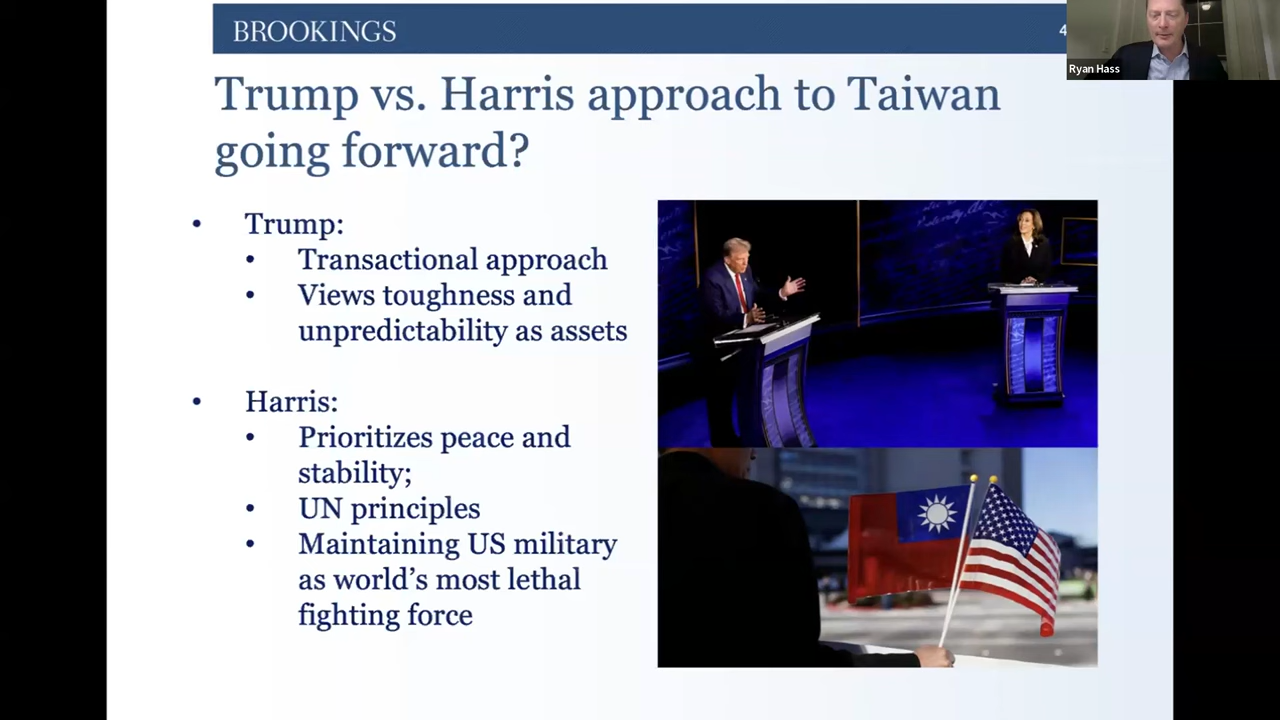 BROOKINGS
4
Ryan Hass
Trump vs. Harris approach to Taiwan
going forward?
• Trump:
• Transactional approach
• Views toughness and
unpredictability as assets
• Harris:
• Prioritizes peace and
stability;
• UN principles
• Maintaining US military
as world's most lethal
fighting force